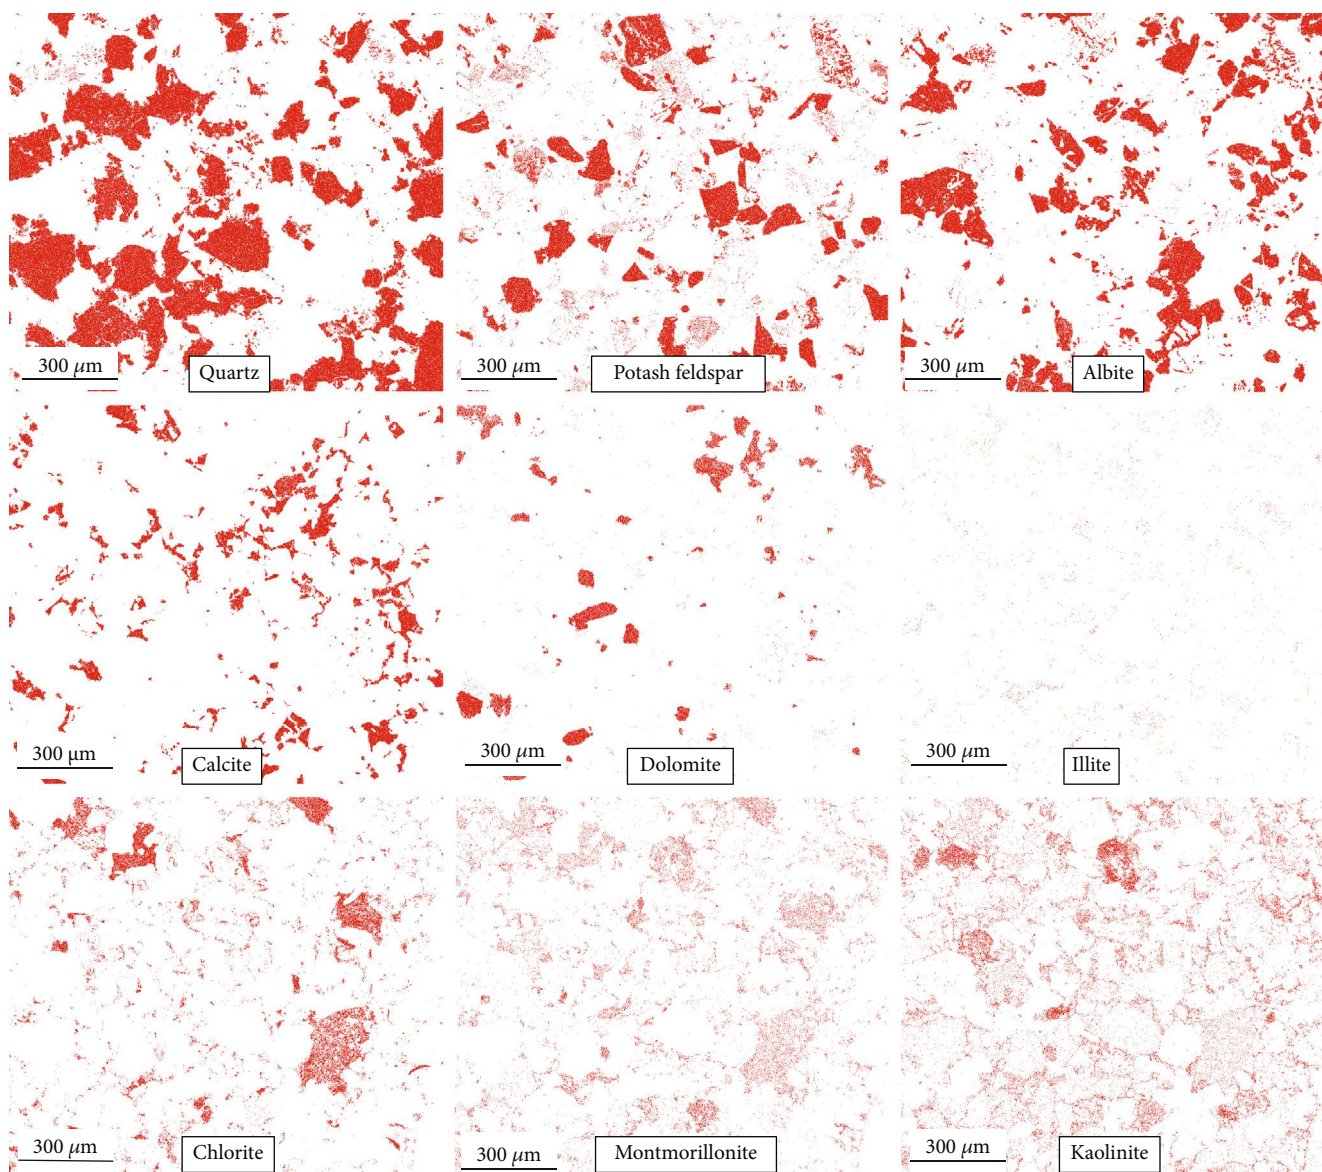 300 µm
Quartz
300 µm
Potash feldspar
300 µm
Albite
300 µm
Calcite
300 µm
Dolomite
300 µm
Illite
300 µm
Chlorite
300 µm
Montmorillonite
300 µm
Kaolinite